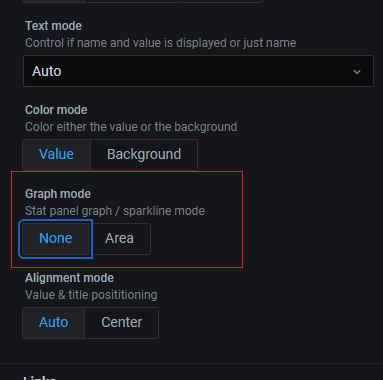 Text mode
Control if name and value is displayed or just name
Auto
Color mode
Color either the value or the background
Value Background
Graph mode
Stat panel graph / sparkline mode
None Area
Alignment mode
Value & title positioning
Auto Center
Links